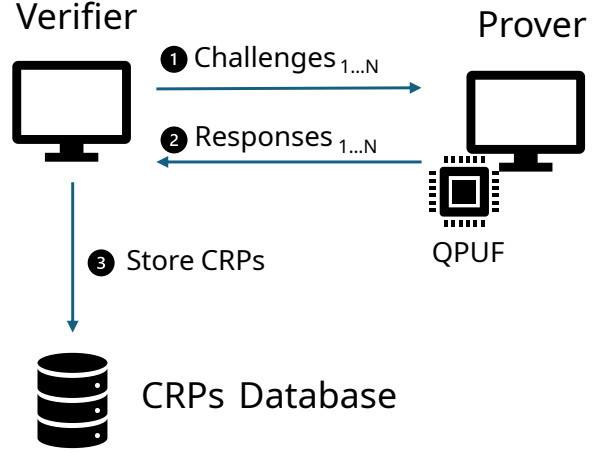 Verifier
Prover
1 Challenges 1...N
2 Responses 1...N
QPUF
3 Store CRPs
CRPs Database